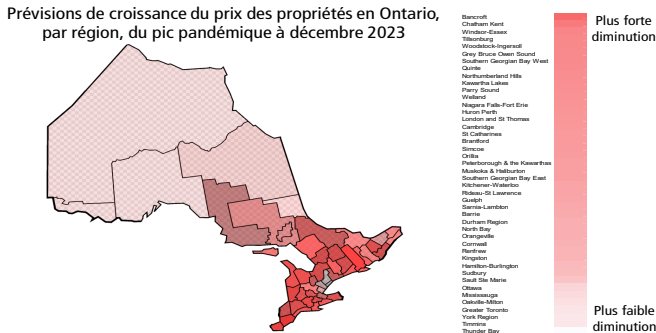 Prévisions de croissance du prix des propriétés en Ontario,
par région, du pic pandémique à décembre 2023
Bancroft
Chatham Kent
Windsor-Essex
Tillsonburg
Woodstock-Ingersoll
Grey Bruce Owen Sound
Southern Georgian Bay West
Quinte
Northumberland Hills
Kawartha Lakes
Parry Sound
Welland
Niagara Falls-Fort Erie
Huron Perth
London and St Thomas
Cambridge
St Catharines
Brantford
Simcoe
Orillia
Peterborough & the Kawarthas
Muskoka & Haliburton
Southern Georgian Bay East
Kitchener-Waterloo
Rideau-St Lawrence
Guelph
Sarnia-Lambton
Barrie
Durham Region
North Bay
Orangeville
Cornwall
Renfrew
Kingston
Hamilton-Burlington
Sudbury
Sault Ste Marie
Ottawa
Mississauga
Oakville-Milton
Greater Toronto
York Region
Timmins
Thunder Bay
Plus forte
diminution
Plus faible
diminution